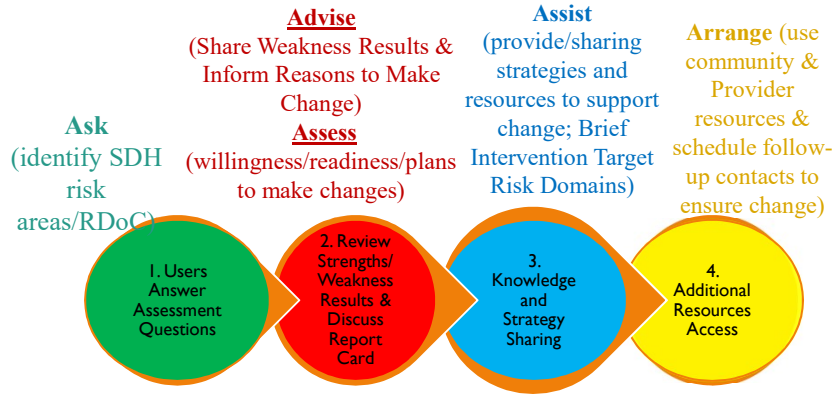 Ask
(identify SDH
risk
areas/RDoC)
Advise
(Share Weakness Results &
Inform Reasons to Make
Change)
Assess
(willingness/readiness/plans
to make changes)
Assist
(provide/sharing
strategies and
resources to support
change; Brief
Intervention Target
Risk Domains)
Arrange (use
community &
Provider
resources &
schedule follow-
up contacts to
ensure change)
1. Users
Answer
Assessment
Questions
2. Review
Strengths/
Weakness
Results &
Discuss
Report
Card
3.
Knowledge
and
Strategy
Sharing
4.
Additional
Resources
Access